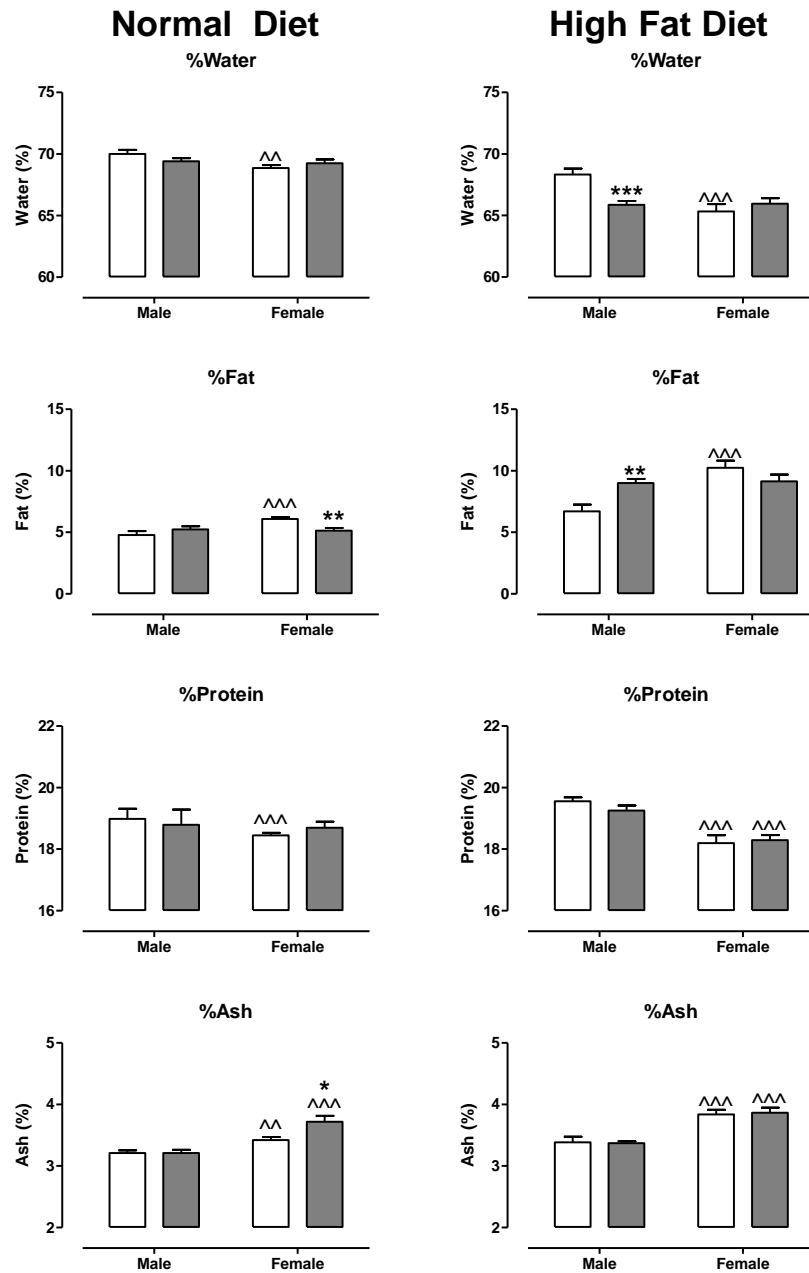 Normal  Diet
%Water
75
70
65
60
Water (%)
^^
Male
Female
High Fat Diet
%Water
75
70
65
60
Water (%)
***
^^^
Male
Female
%Fat
15
10
5
0
Fat (%)
^^^
**
Male
Female
%Fat
15
10
5
0
Fat (%)
**
^^^
Male
Female
%Protein
22
20
18
16
Protein (%)
^^^
Male
Female
%Protein
22
20
18
16
Protein (%)
^^^
^^^
Male
Female
%Ash
5
4
3
2
Ash (%)
^^
*
^^^
Male
Female
%Ash
5
4
3
2
Ash (%)
^^^
^^^
Male
Female